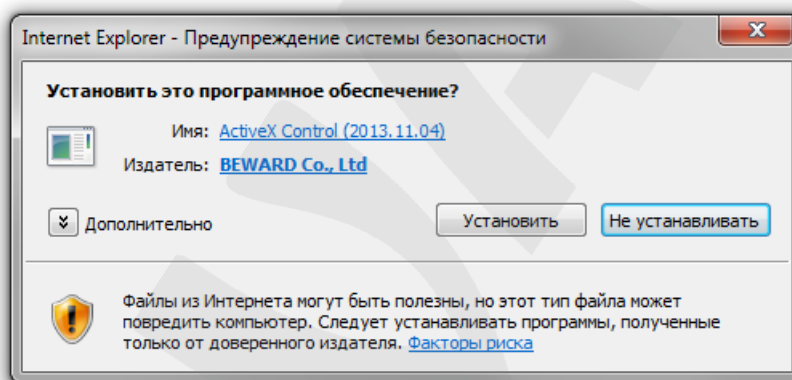 Internet Explorer - Предупреждение системы безопасности
Установить это программное обеспечение?
Имя: ActiveX Control (2013.11.04)
Издатель: BEWARD Co., Ltd
Дополнительно
Установить
Не устанавливать
Файлы из Интернета могут быть полезны, но этот тип файла может
повредить компьютер. Следует устанавливать программы, полученные
только от доверенного издателя. Факторы риска